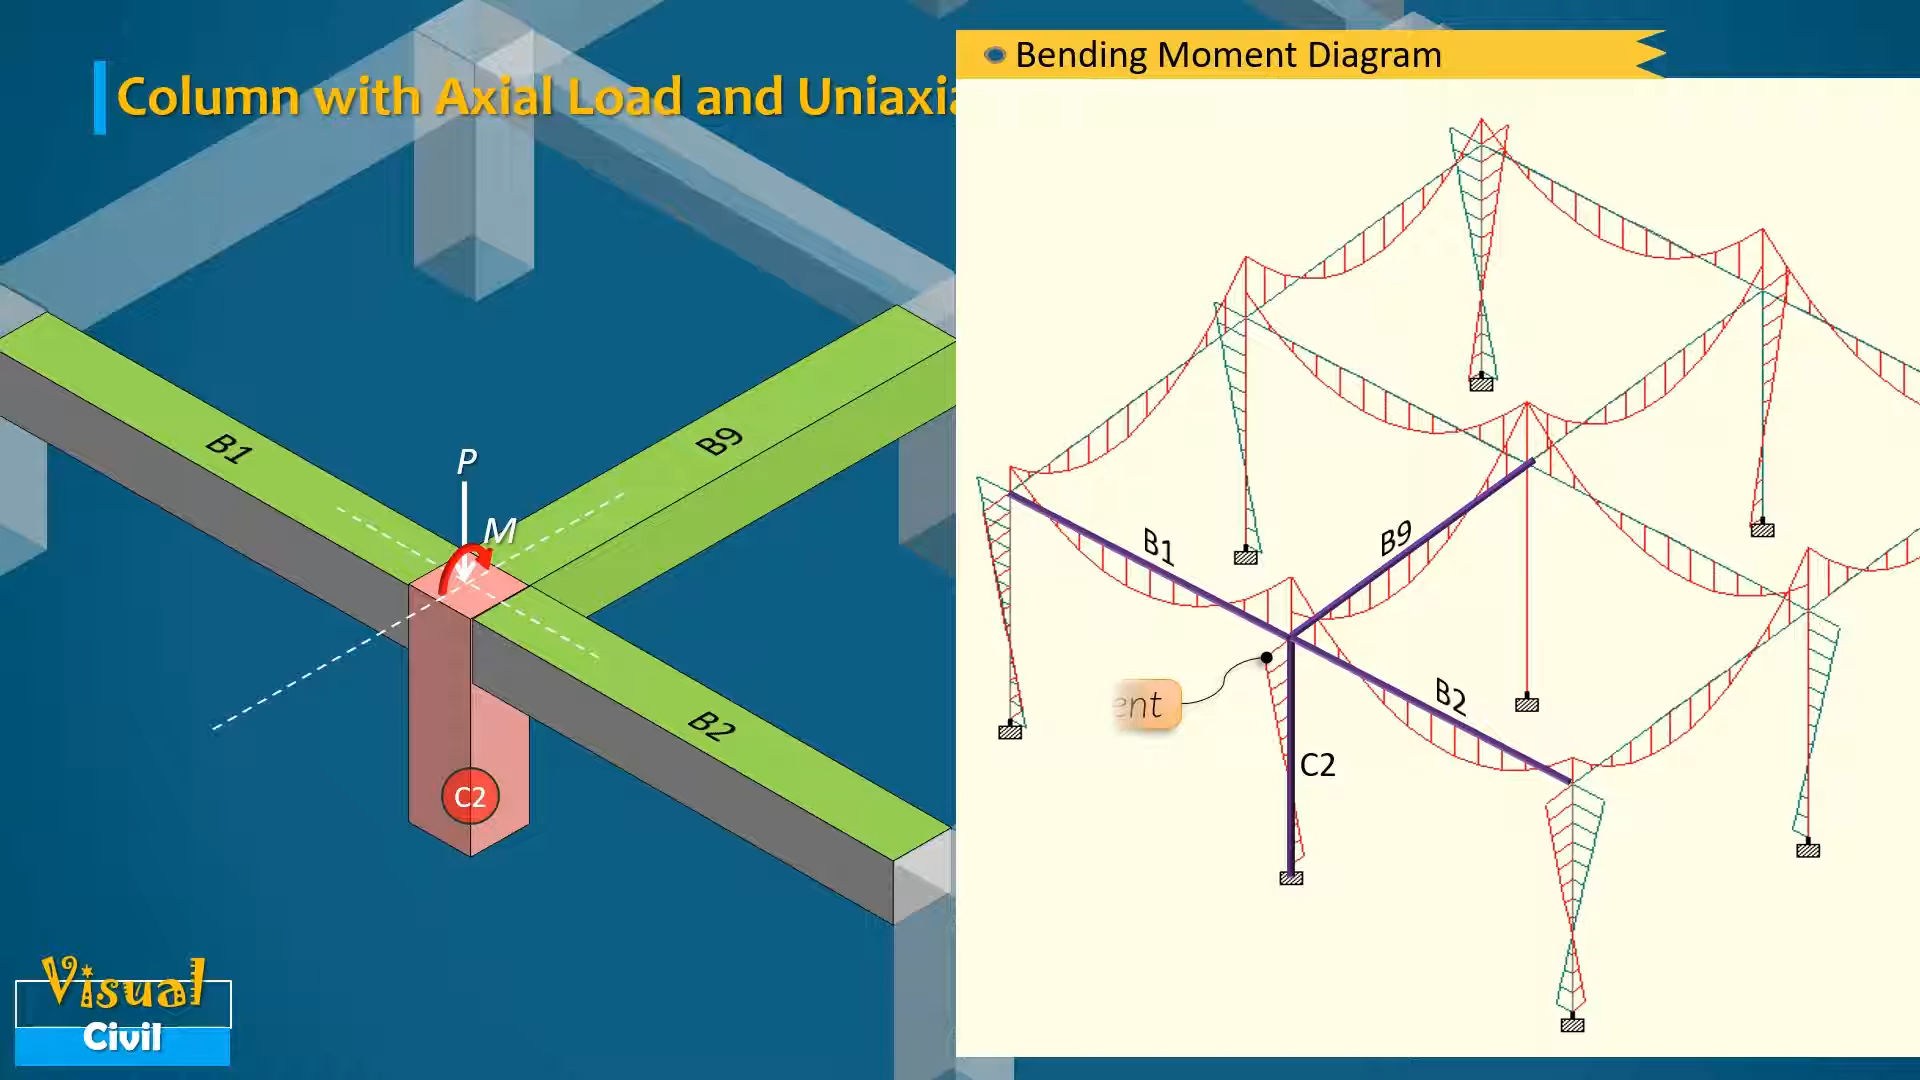 Column with Axial Load and Uniaxia
Bending Moment Diagram
B1
B9
P
M
B2
C2
B1
B9
B2
C2
ent
Visual
Civil